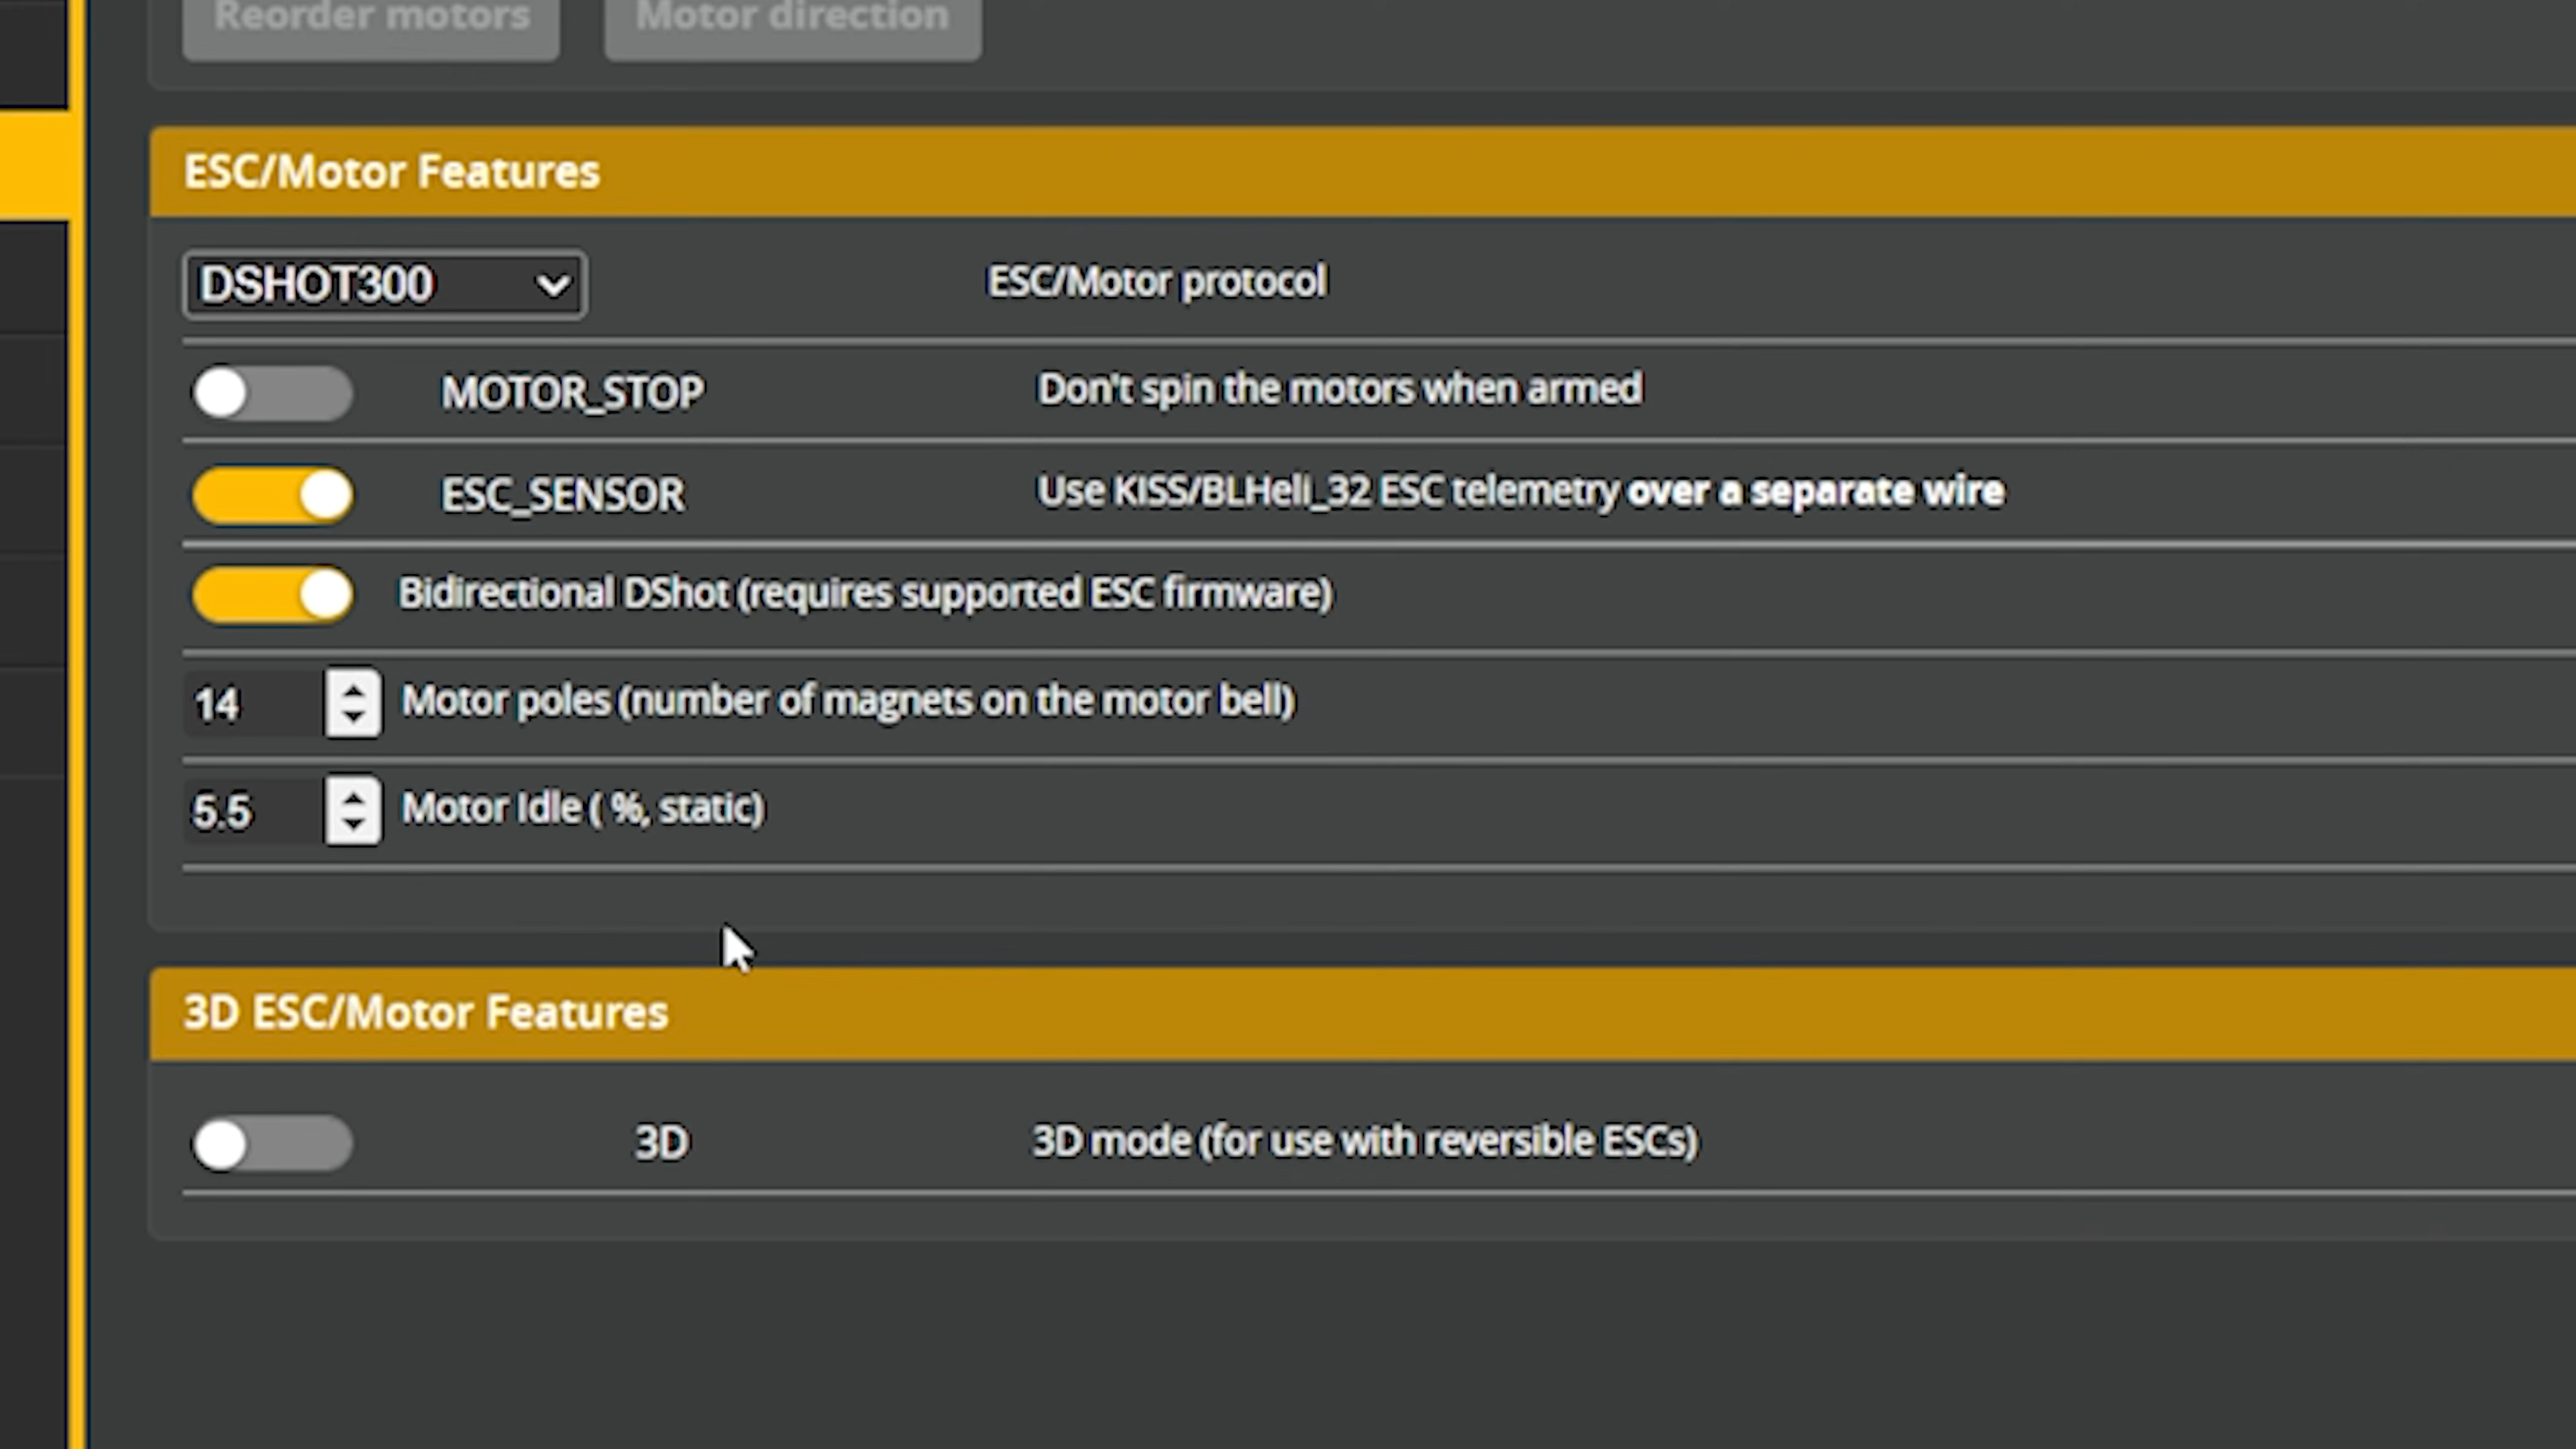 Reorder motors Motor direction
ESC/Motor Features
DSHOT300 ESC/Motor protocol
MOTOR_STOP Don't spin the motors when armed
ESC_SENSOR Use KISS/BLHeli_32 ESC telemetry over a separate wire
Bidirectional DShot (requires supported ESC firmware)
14 Motor poles (number of magnets on the motor bell)
5.5 Motor Idle ( %, static)
3D ESC/Motor Features
3D 3D mode (for use with reversible ESCs)